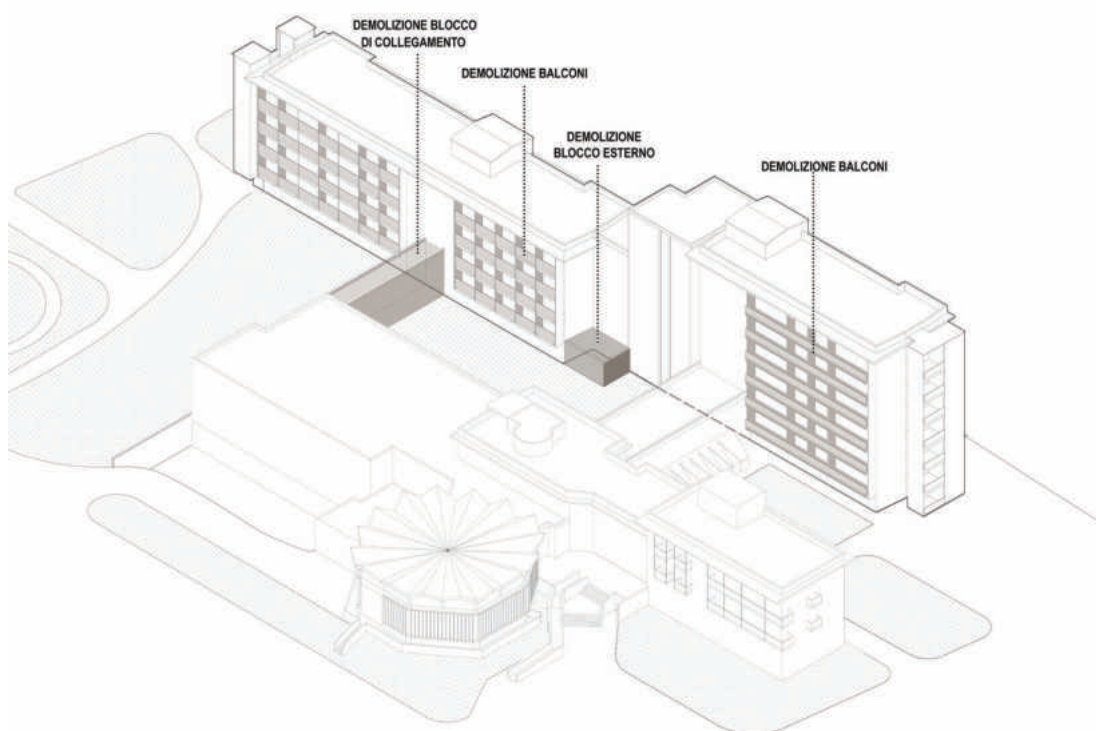 DEMOLIZIONE BLOCCO
DI COLLEGAMENTO
DEMOLIZIONE BALCONI
DEMOLIZIONE
BLOCCO ESTERNO
DEMOLIZIONE BALCONI